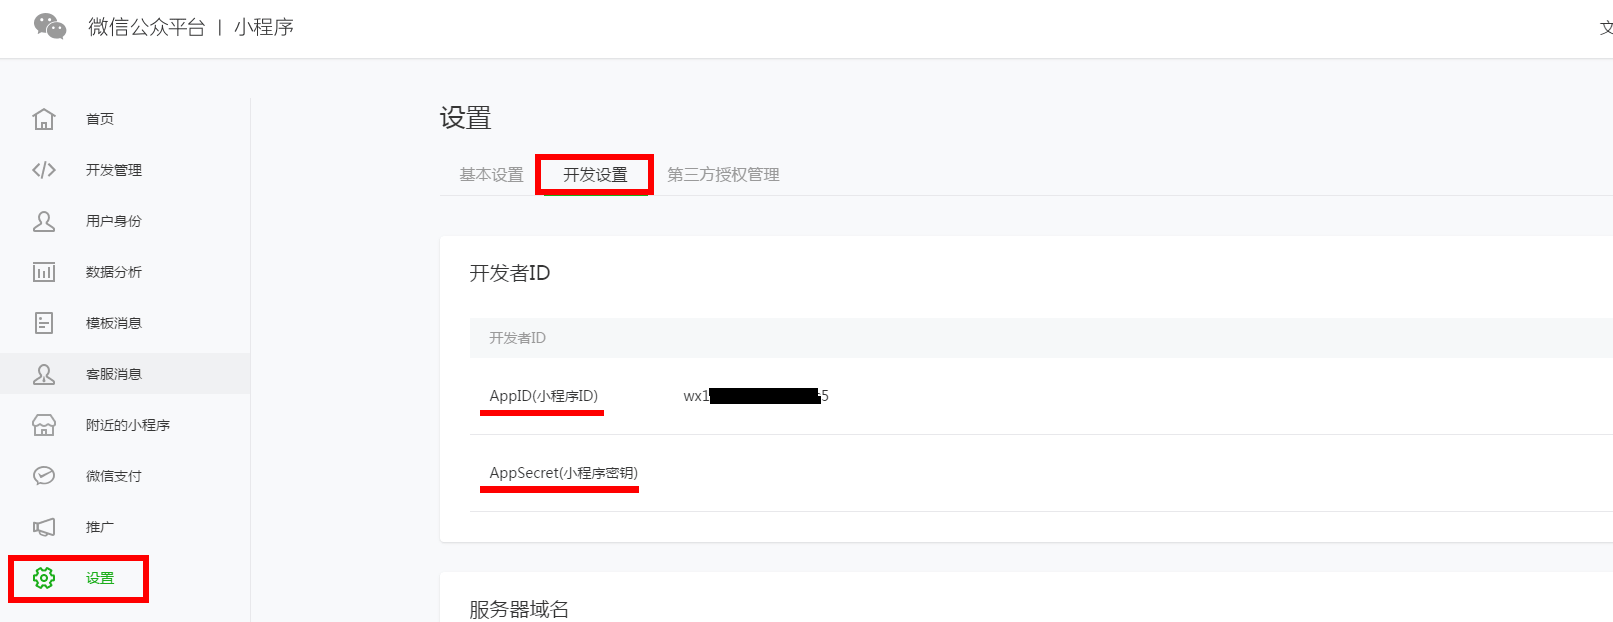 微信公众平台 | 小程序
文
首页
开发管理
用户身份
数据分析
模板消息
客服消息
附近的小程序
微信支付
推广
设置
设置
基本设置 开发设置 第三方授权管理
开发者ID
开发者ID
AppID(小程序ID) wx1 5
AppSecret(小程序密钥)
服务器域名